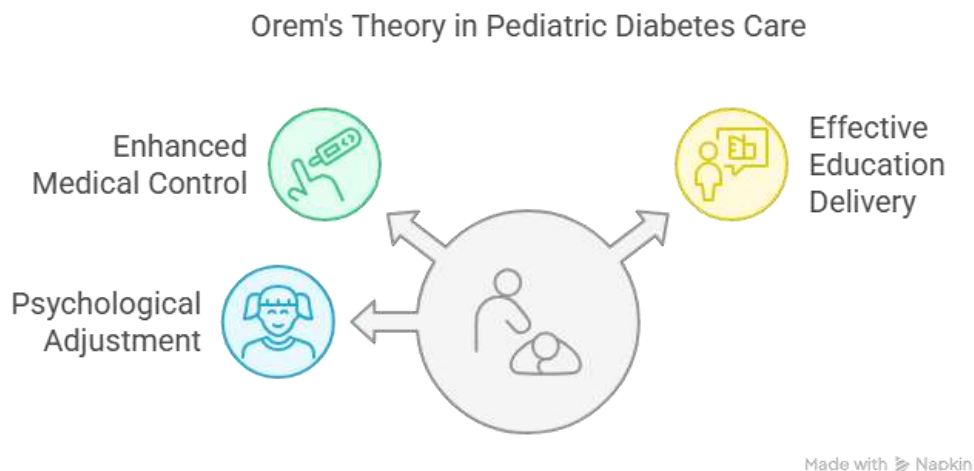 Orem's Theory in Pediatric Diabetes Care
Enhanced
Medical Control
Effective
Education
Delivery
Psychological
Adjustment
Made with Napkin